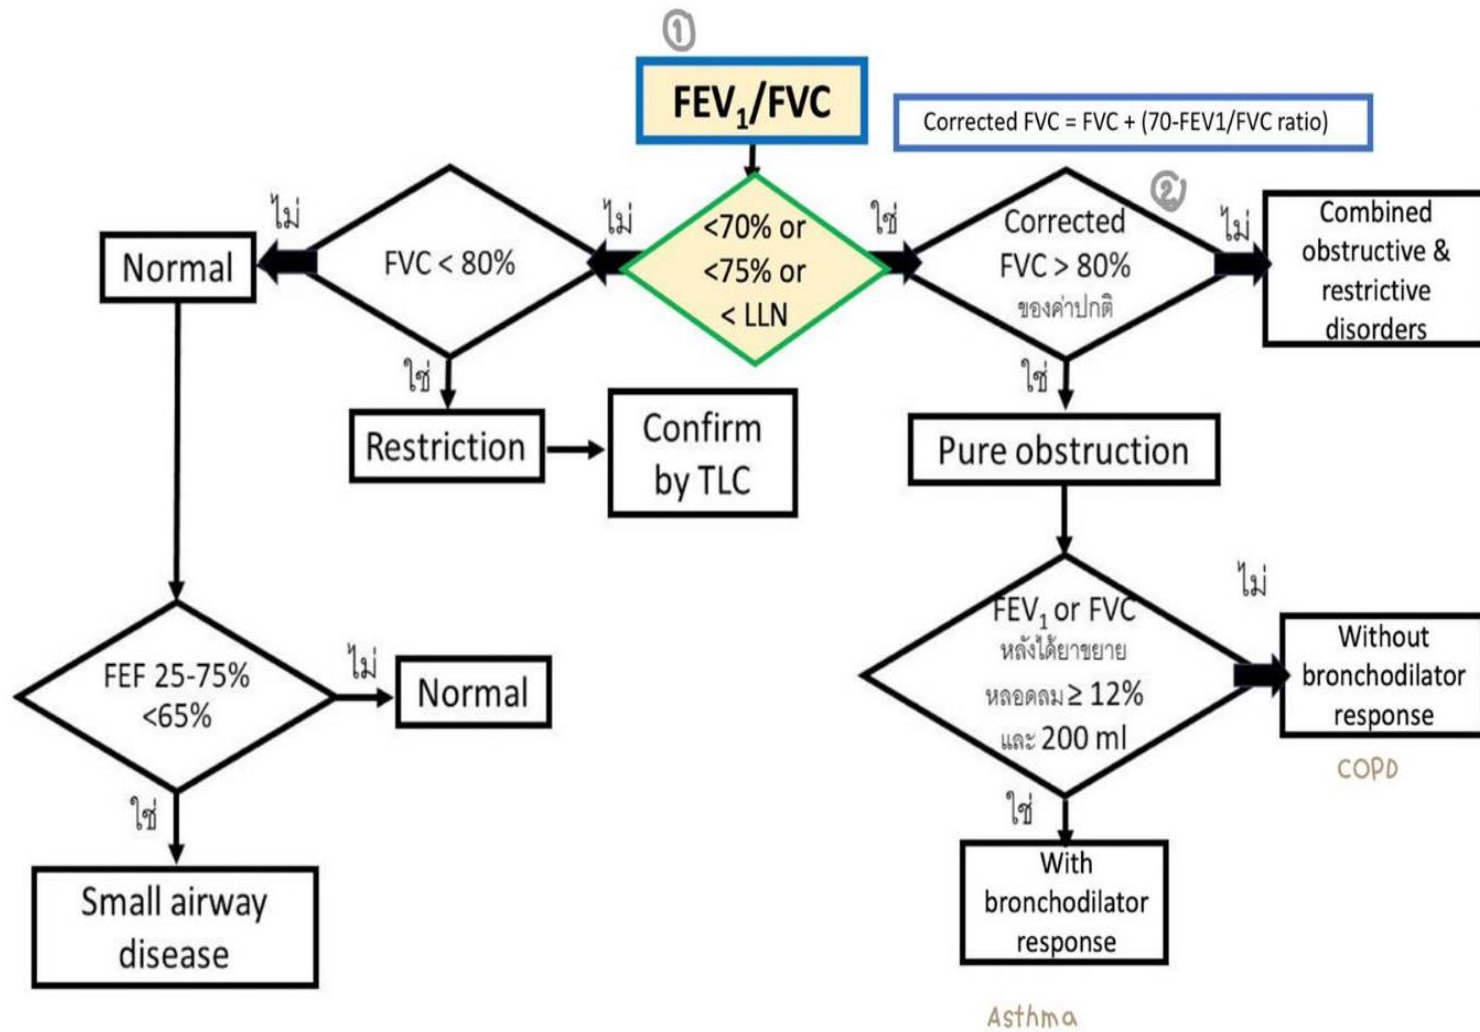 ①
FEV₁/FVC
Corrected FVC = FVC + (70-FEV1/FVC ratio)
<70% or
<75% or
< LLN
ไม่
FVC < 80%
ไม่
Normal
ใช่
Restriction
Confirm
by TLC
FEF 25-75%
<65%
ไม่
Normal
ใช่
Small airway
disease
ใช่
②
Corrected
FVC > 80%
ของค่าปกติ
ไม่
Combined
obstructive &
restrictive
disorders
ใช่
Pure obstruction
FEV₁ or FVC
หลังได้ยาขยาย
หลอดลม ≥ 12%
และ 200 ml
ไม่
Without
bronchodilator
response
COPD
ใช่
With
bronchodilator
response
Asthma